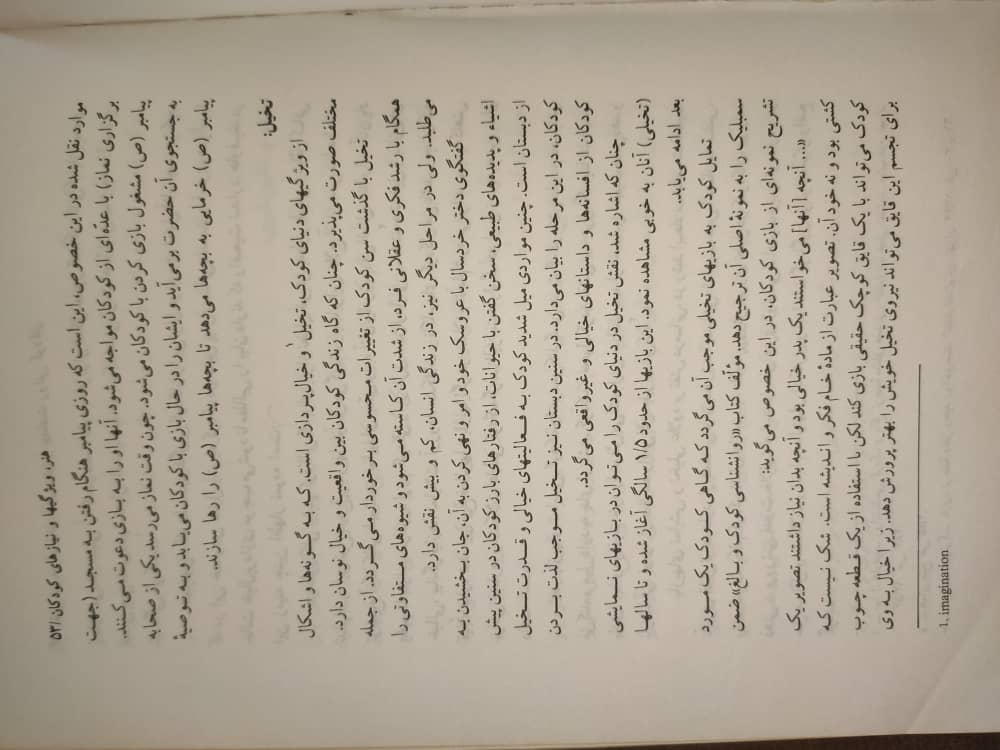 هنر، ویژگیها و نیازهای کودکان /۵۳
موارد نقل شده در این خصوص، این است که روزی پیامبر هنگام رفتن به مسجد (جهت
برگزاری نماز) با عدّه‌ای از کودکان مواجه می‌شود. آنها او را به بازی دعوت می‌کنند.
پیامبر (ص) مشغول بازی کردن با کودکان می‌شود. چون وقت نماز می‌رسد یکی از صحابه
به جستجوی آن حضرت برمی‌آید و ایشان را در حال بازی با کودکان می‌یابد و به توصیهٔ
پیامبر (ص) خرمایی به بچه‌ها می‌دهد تا بچه‌ها پیامبر (ص) را رها سازند.
تخیل:
از ویژگیهای دنیای کودک، تخیل۱ و خیال‌پردازی است. که به گونه‌ها و اشکال
مختلف صورت می‌پذیرد. چنان که گاه زندگی کودکان بین واقعیت و خیال نوسان دارد.
تخیل با گذشت سن کودک، از تغییرات محسوسی برخوردار می‌گردد. از جمله
همگام با رشد فکری و عقلانی فرد، از شدت آن کاسته می‌شود و شیوه‌های متفاوتی را
می‌طلبد. ولی در مراحل دیگر نیز، در زندگی انسان، کم و بیش نقش دارد.
گفتگوی دختر خردسال با عروسک خود و امر و نهی کردن به آن، جان بخشیدن به
اشیاء و پدیده‌های طبیعی، سخن گفتن با حیوانات، از رفتارهای بارز کودکان در سنین پیش
از دبستان است. چنین مواردی میل شدید کودک به فعالیتهای خیالی و قدرت تخیل
کودکان، در این مرحله را بیان می‌دارد. در سنین دبستان نیز تخیل موجب لذت بردن
کودکان از افسانه‌ها و داستانهای خیالی و غیرواقعی می‌گردد.
چنان که اشاره شد، نقش تخیل در دنیای کودک را می‌توان در بازیهای نمایشی
(تخیلی) آنان به خوبی مشاهده نمود. این بازیها از حدود ۱/۵ سالگی آغاز شده و تا سالها
بعد ادامه می‌یابد.
تمایل کودک به بازیهای تخیلی موجب آن می‌گردد که گاهی کودک یک مورد
سمبلیک را به نمونهٔ اصلی آن ترجیح دهد. مؤلف کتاب «روانشناسی کودک و بالغ» ضمن
تشریح نمونه‌ای از بازی کودکان، در این خصوص می‌گوید:
«... آنچه [آنها] می‌خواستند یک پدر خیالی بود و آنچه بدان نیاز داشتند تصویر یک
کشتی بود و نه خود آن. تصویر عبارت از مادهٔ خام فکر و اندیشه است. شک نیست که
کودک می‌تواند با یک قایق کوچک حقیقی بازی کند لکن با استفاده از یک قطعه چوب
برای تجسم این قایق می‌تواند نیروی تخیل خویش را بهتر پرورش دهد. زیرا خیال به وی
1. imagination